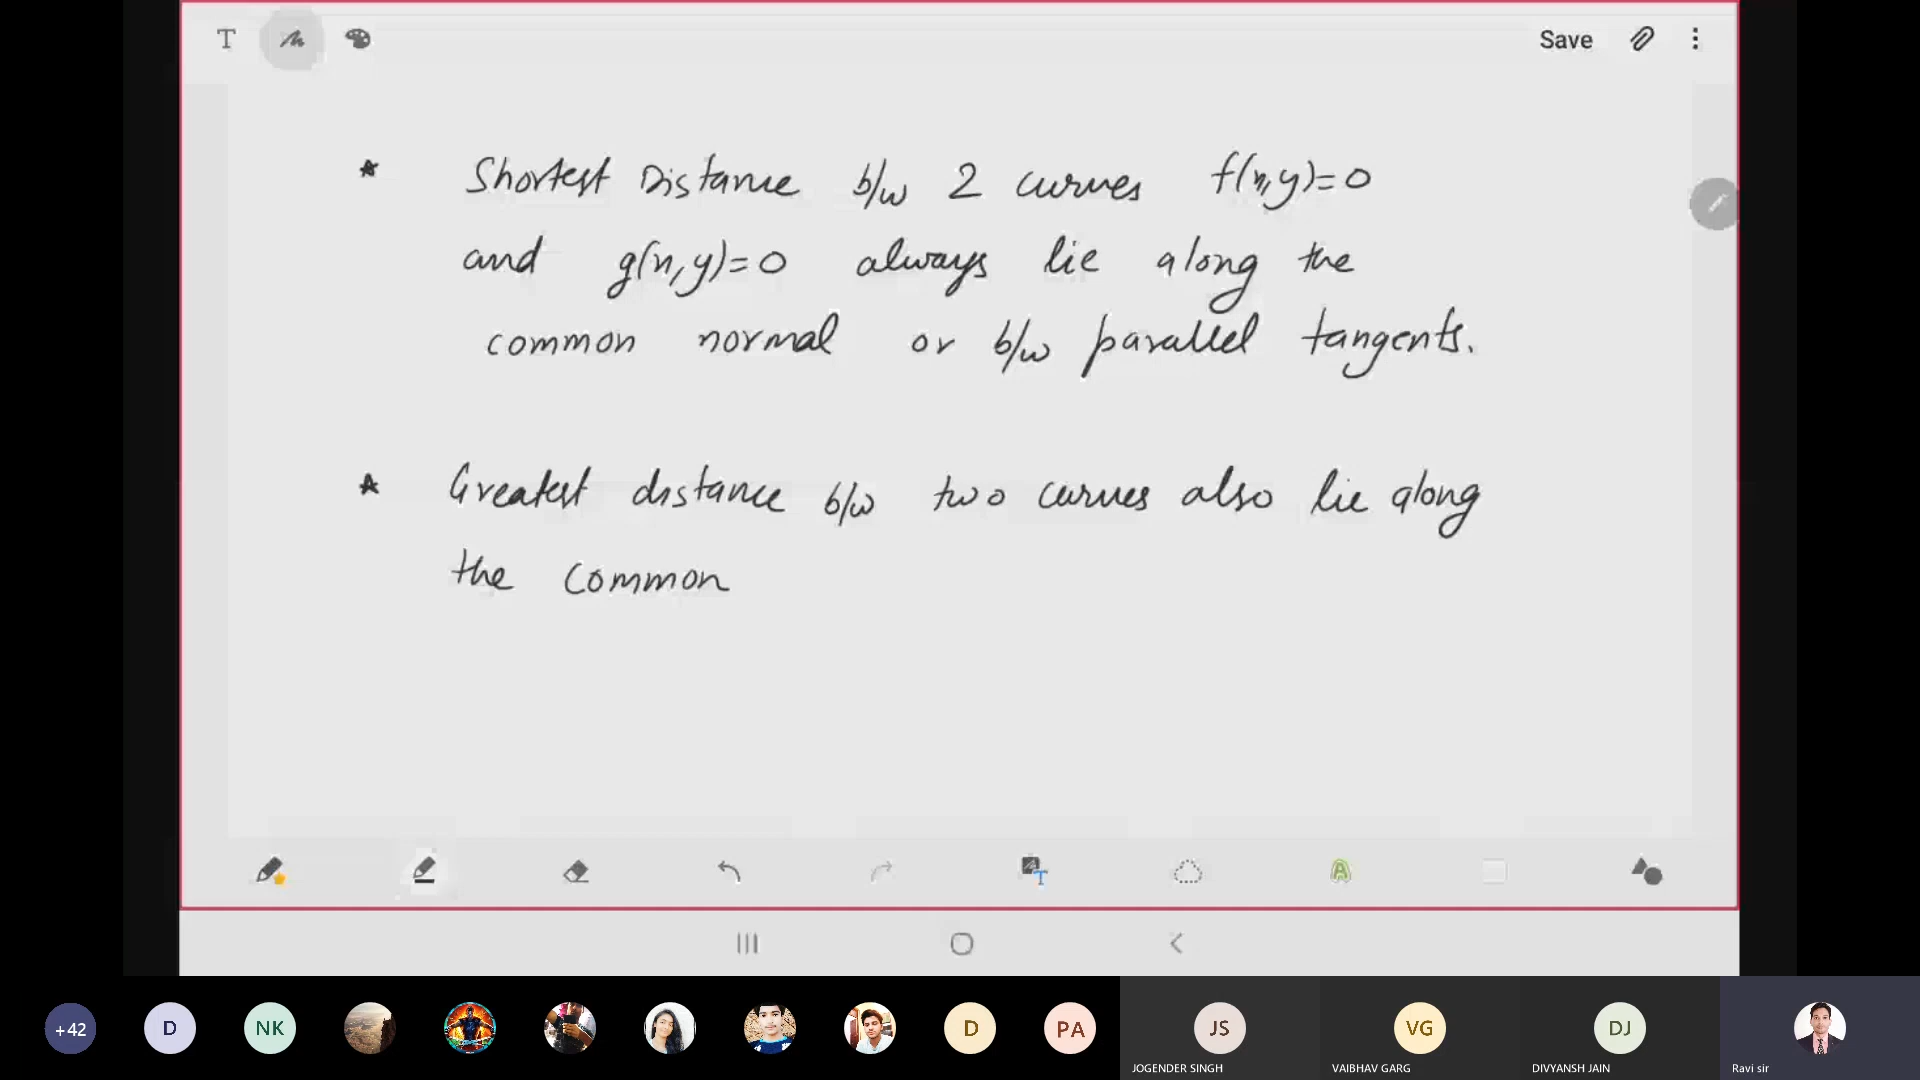 T
Save
* Shortest Distance b/w 2 curves f(x,y)=0
and g(x,y)=0 always lie along the
common normal or b/w parallel tangents.
* Greatest distance b/w two curves also lie along
the common
T
A
+42
D
NK
D
PA
JS
VG
DJ
JOGENDER SINGH
VAIBHAV GARG
DIVYANSH JAIN
Ravi sir